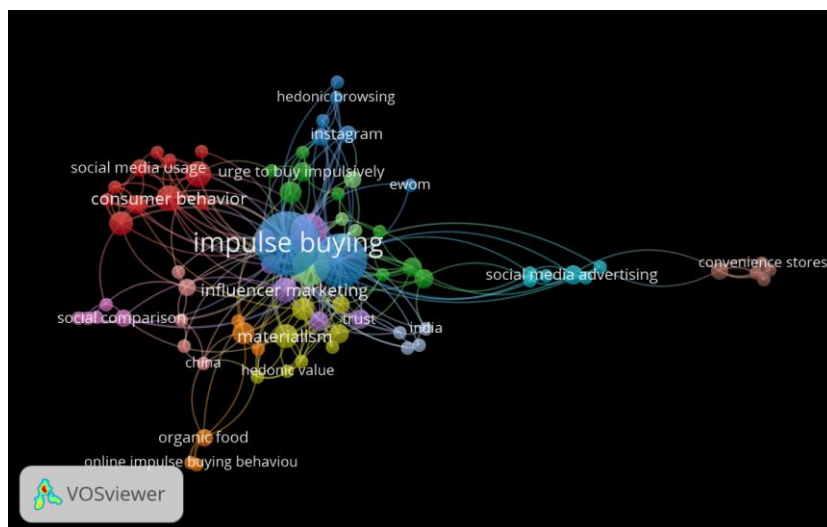 hedonic browsing
instagram
social media usage
urge to buy impulsively
ewom
consumer behavior
impulse buying
convenience stores
social media advertising
influencer marketing
social comparison
trust
india
materialism
china
hedonic value
organic food
online impulse buying behaviou
VOSviewer